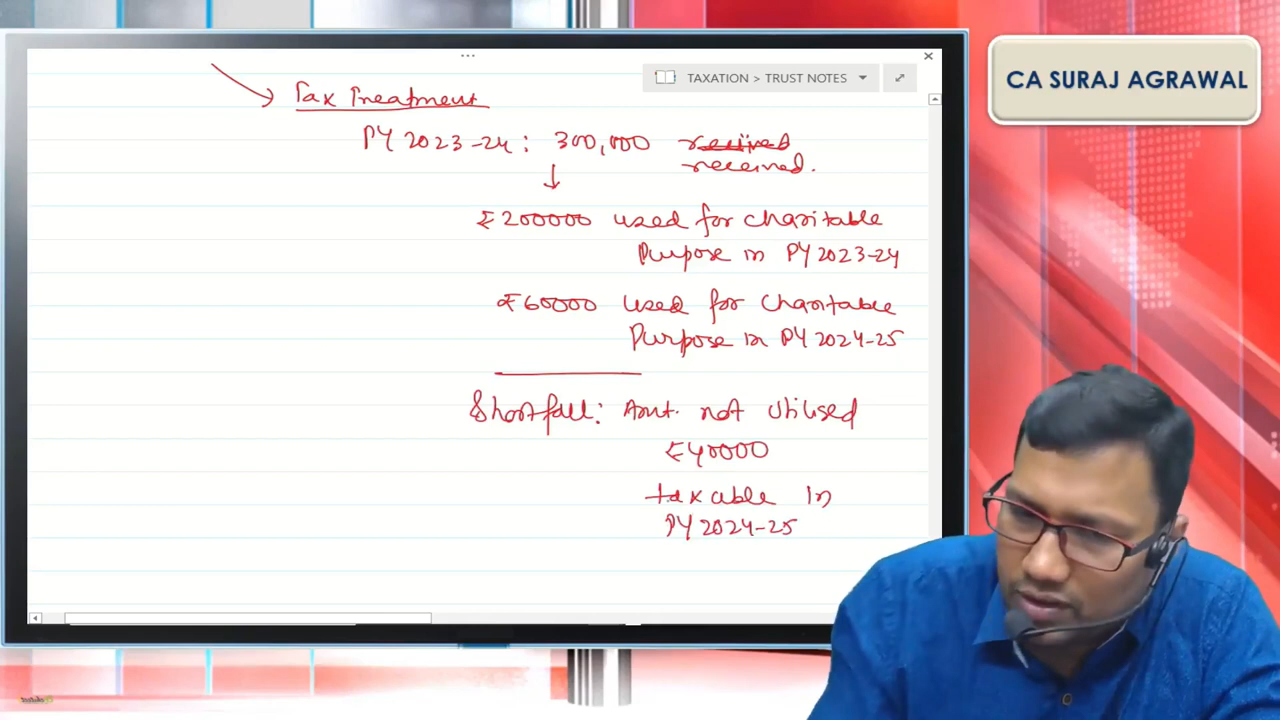 CA SURAJ AGRAWAL
TAXATION > TRUST NOTES
Tax Treatment
PY 2023-24 : 300,000 received
received.
₹ 200000 used for charitable
Purpose in PY 2023-24
₹ 60000 used for charitable
Purpose in PY 2024-25
Shortfall: Amt. not utilised
₹ 40000
taxable in
PY 2024-25